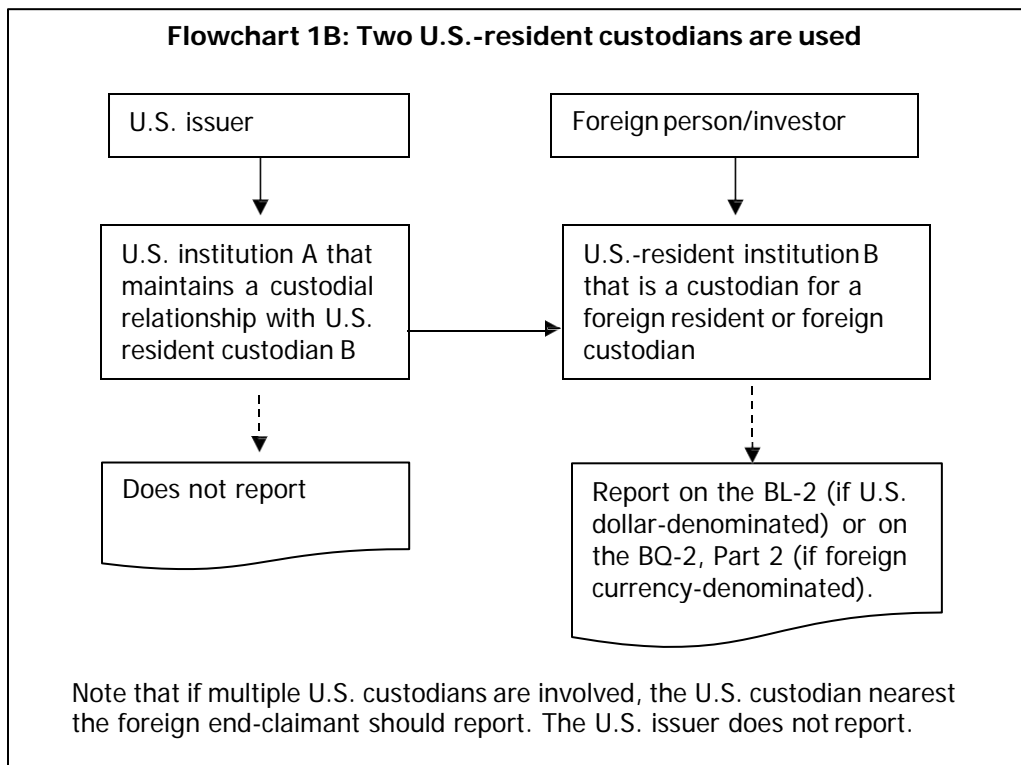 Flowchart 1B: Two U.S.-resident custodians are used
U.S. issuer
Foreign person/investor
U.S. institution A that
maintains a custodial
relationship with U.S.
resident custodian B
U.S.-resident institution B
that is a custodian for a
foreign resident or foreign
custodian
Does not report
Report on the BL-2 (if U.S.
dollar-denominated) or on
the BQ-2, Part 2 (if foreign
currency-denominated).
Note that if multiple U.S. custodians are involved, the U.S. custodian nearest
the foreign end-claimant should report. The U.S. issuer does not report.